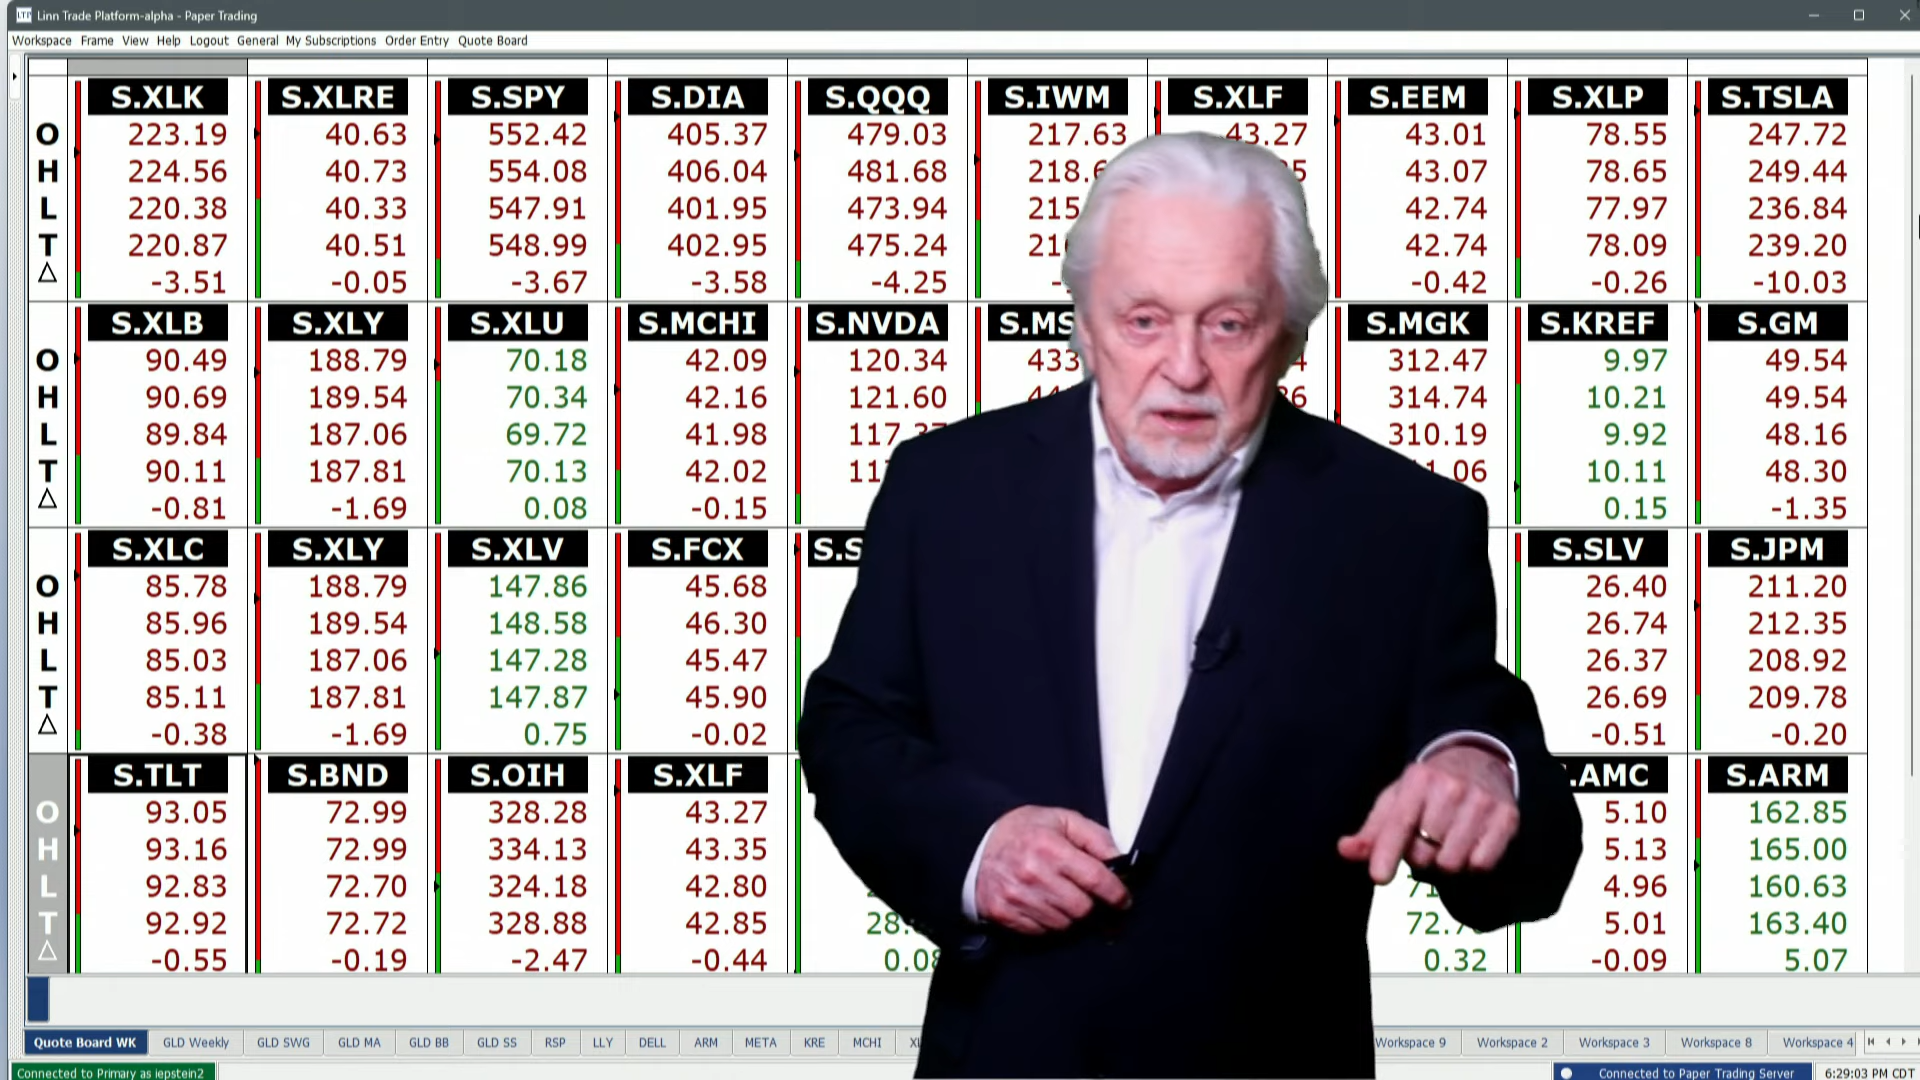 Linn Trade Platform-alpha - Paper Trading
Workspace Frame View Help Logout General My Subscriptions Order Entry Quote Board
S.XLK S.XLRE S.SPY S.DIA S.QQQ S.IWM S.XLF S.EEM S.XLP S.TSLA
O 223.19 40.63 552.42 405.37 479.03 217.63 43.27 43.01 78.55 247.72
H 224.56 40.73 554.08 406.04 481.68 43.07 78.65 249.44
L 220.38 40.33 547.91 401.95 473.94 42.74 77.97 236.84
T 220.87 40.51 548.99 402.95 475.24 42.74 78.09 239.20
△ -3.51 -0.05 -3.67 -3.58 -4.25 -0.42 -0.26 -10.03
S.XLB S.XLY S.XLU S.MCHI S.NVDA S.MGK S.KREF S.GM
O 90.49 188.79 70.18 42.09 120.34 312.47 9.97 49.54
H 90.69 189.54 70.34 42.16 121.60 314.74 10.21 49.54
L 89.84 187.06 69.72 41.98 310.19 9.92 48.16
T 90.11 187.81 70.13 42.02 10.11 48.30
△ -0.81 -1.69 0.08 -0.15 0.15 -1.35
S.XLC S.XLY S.XLV S.FCX S.SLV S.JPM
O 85.78 188.79 147.86 45.68 26.40 211.20
H 85.96 189.54 148.58 46.30 26.74 212.35
L 85.03 187.06 147.28 45.47 26.37 208.92
T 85.11 187.81 147.87 45.90 26.69 209.78
△ -0.38 -1.69 0.75 -0.02 -0.51 -0.20
S.TLT S.BND S.OIH S.XLF .AMC S.ARM
O 93.05 72.99 328.28 43.27 5.10 162.85
H 93.16 72.99 334.13 43.35 5.13 165.00
L 92.83 72.70 324.18 42.80 4.96 160.63
T 92.92 72.72 328.88 42.85 5.01 163.40
△ -0.55 -0.19 -2.47 -0.44 0.08 0.32 -0.09 5.07
Quote Board WK GLD Weekly GLD SWG GLD MA GLD BB GLD SS RSP LLY DELL ARM META KRE MCHI Workspace 9 Workspace 2 Workspace 3 Workspace 8 Workspace 4
Connected to Primary as iepstein2 Connected to Paper Trading Server 6:29:03 PM CDT